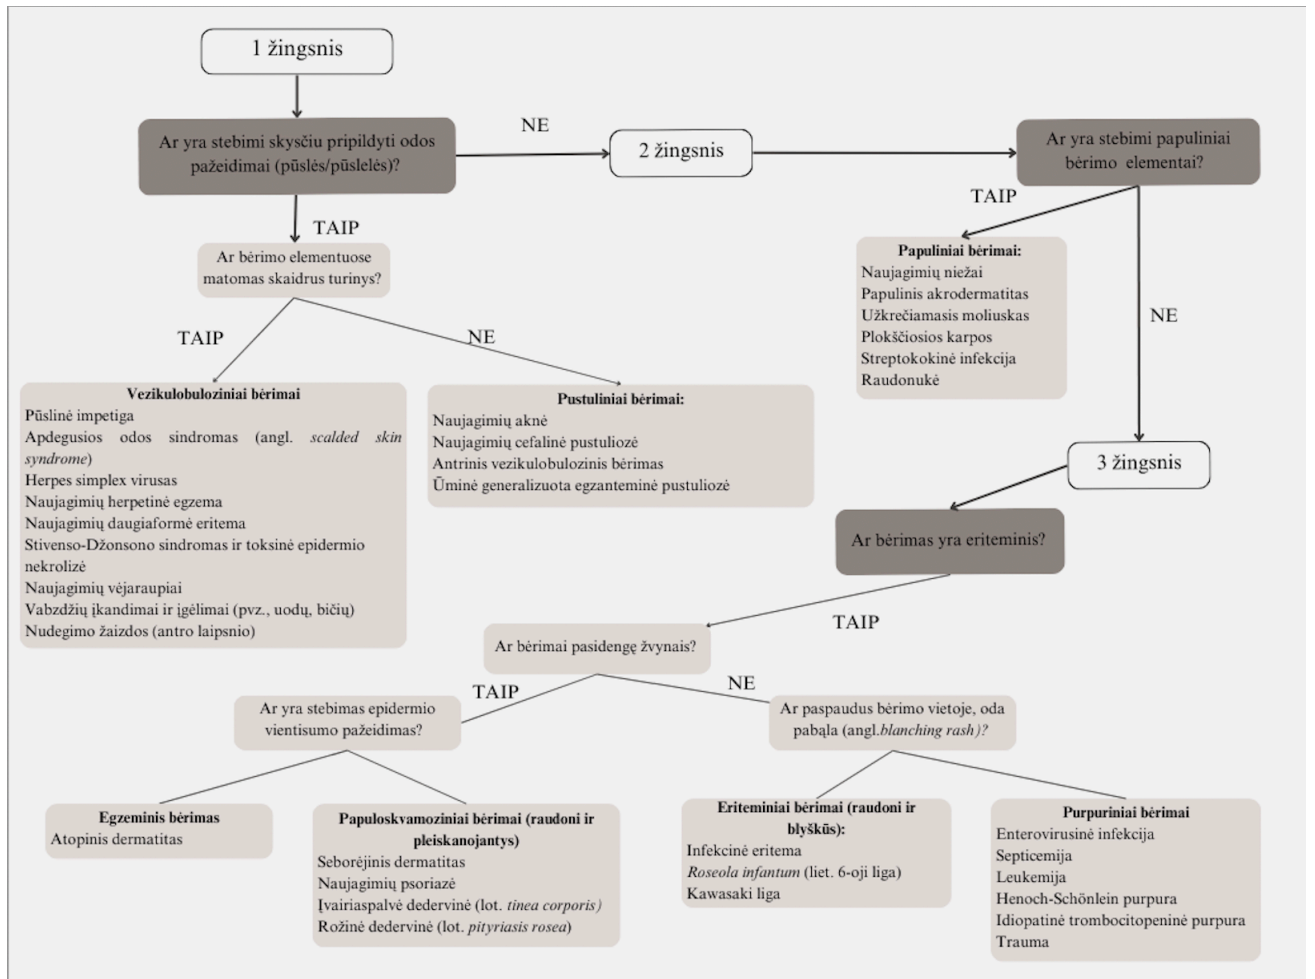 1 žingsnis
Ar yra stebimi skysčiu pripildyti odos
pažeidimai (pūslės/pūslelės)?
NE
2 žingsnis
Ar yra stebimi papuliniai
bėrimo elementai?
TAIP
Ar bėrimo elementuose
matomas skaidrus turinys?
TAIP
Papuliniai bėrimai:
Naujagimių niežai
Papulinis akrodermatitas
Užkrečiamasis moliuskas
Plokščiosios karpos
Streptokokinė infekcija
Raudonukė
NE
TAIP
NE
Vezikulobuloziniai bėrimai
Pūslinė impetiga
Apdegusios odos sindromas (angl. scalded skin
syndrome)
Herpes simplex virusas
Naujagimių herpetinė egzema
Naujagimių daugiaformė eritema
Stivenso-Džonsono sindromas ir toksinė epidermio
nekrolizė
Naujagimių vėjaraupiai
Vabzdžių įkandimai ir įgėlimai (pvz., uodų, bičių)
Nudegimo žaizdos (antro laipsnio)
Pustuliniai bėrimai:
Naujagimių aknė
Naujagimių cefalinė pustuliozė
Antrinis vezikulobulozinis bėrimas
Ūminė generalizuota egzanteminė pustuliozė
3 žingsnis
Ar bėrimas yra eriteminis?
TAIP
Ar bėrimai pasidengę žvynais?
TAIP
NE
Ar yra stebimas epidermio
vientisumo pažeidimas?
Ar paspaudus bėrimo vietoje, oda
pabąla (angl.blanching rash)?
Egzeminis bėrimas
Atopinis dermatitas
Papuloskvamoziniai bėrimai (raudoni ir
pleiskanojantys)
Seborėjinis dermatitas
Naujagimių psoriazė
Įvairiaspalvė dedervinė (lot. tinea corporis)
Rožinė dedervinė (lot. pityriasis rosea)
Eriteminiai bėrimai (raudoni ir
blyškūs):
Infekcinė eritema
Roseola infantum (liet. 6-oji liga)
Kawasaki liga
Purpuriniai bėrimai
Enterovirusinė infekcija
Septicemija
Leukemija
Henoch-Schönlein purpura
Idiopatinė trombocitopeninė purpura
Trauma